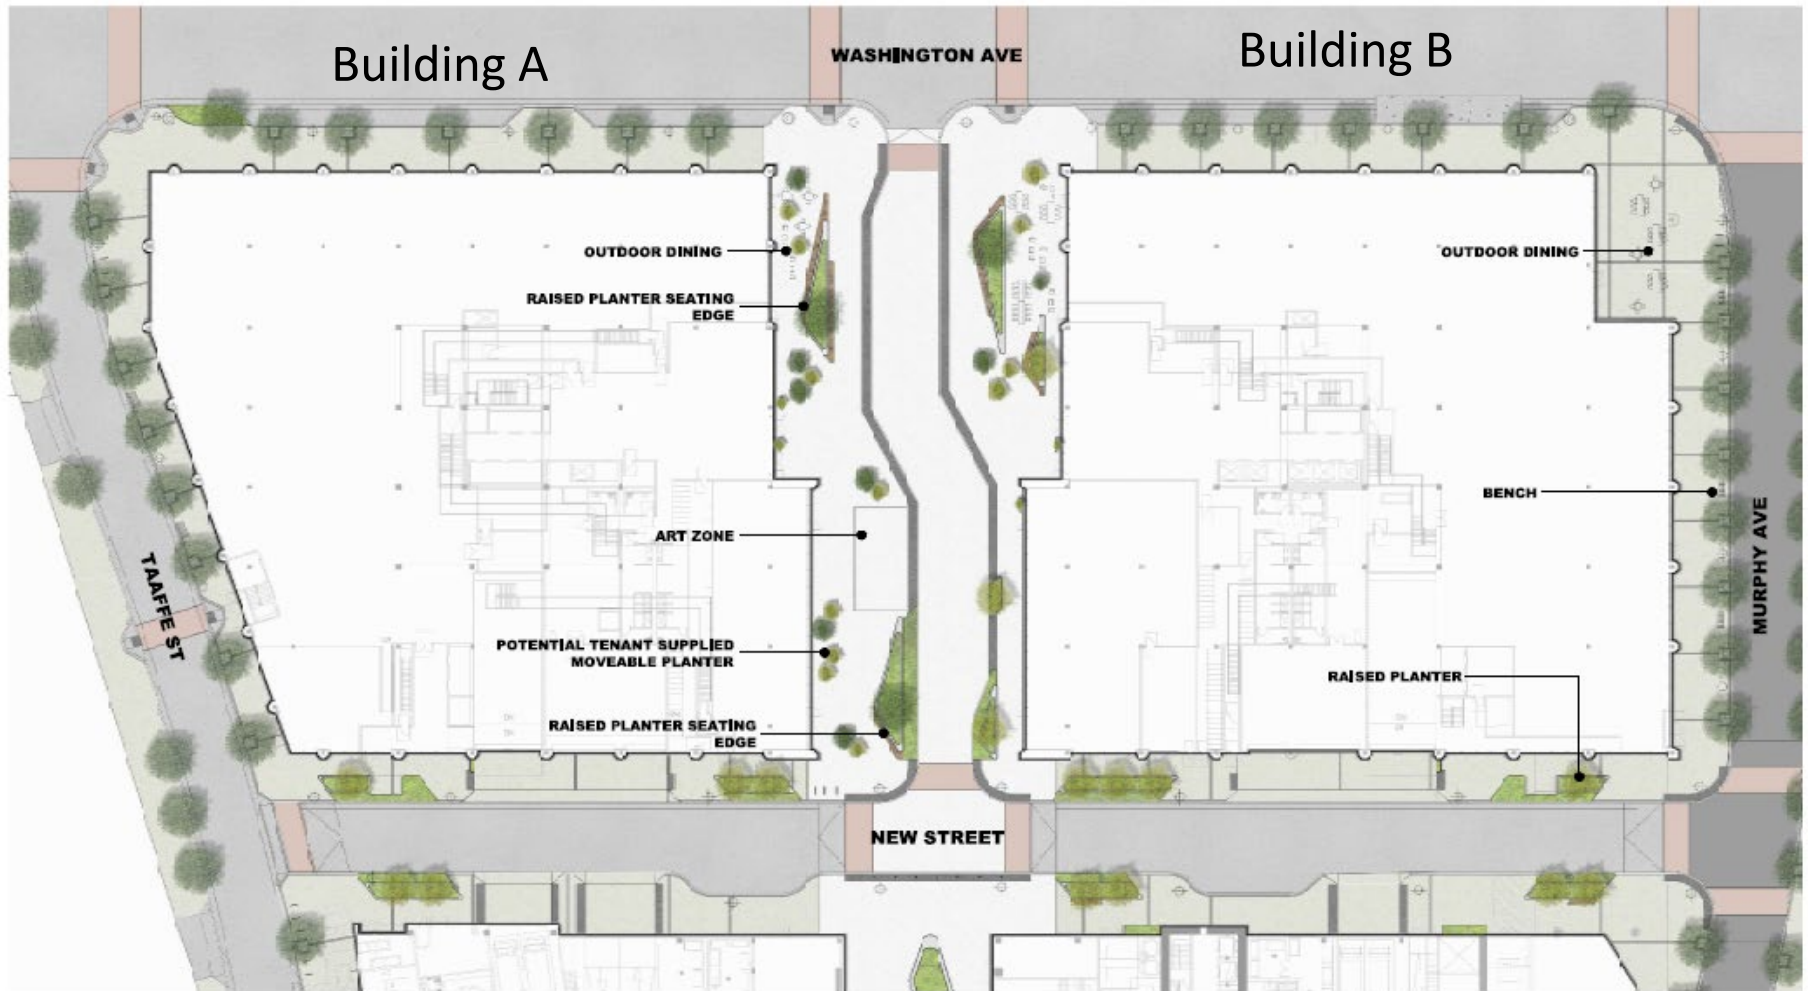 Building A
WASHINGTON AVE
Building B
OUTDOOR DINING
OUTDOOR DINING
RAISED PLANTER SEATING
EDGE
BENCH
ART ZONE
TAAFFE ST
MURPHY AVE
POTENTIAL TENANT SUPPLIED
MOVEABLE PLANTER
RAISED PLANTER
RAISED PLANTER SEATING
EDGE
NEW STREET